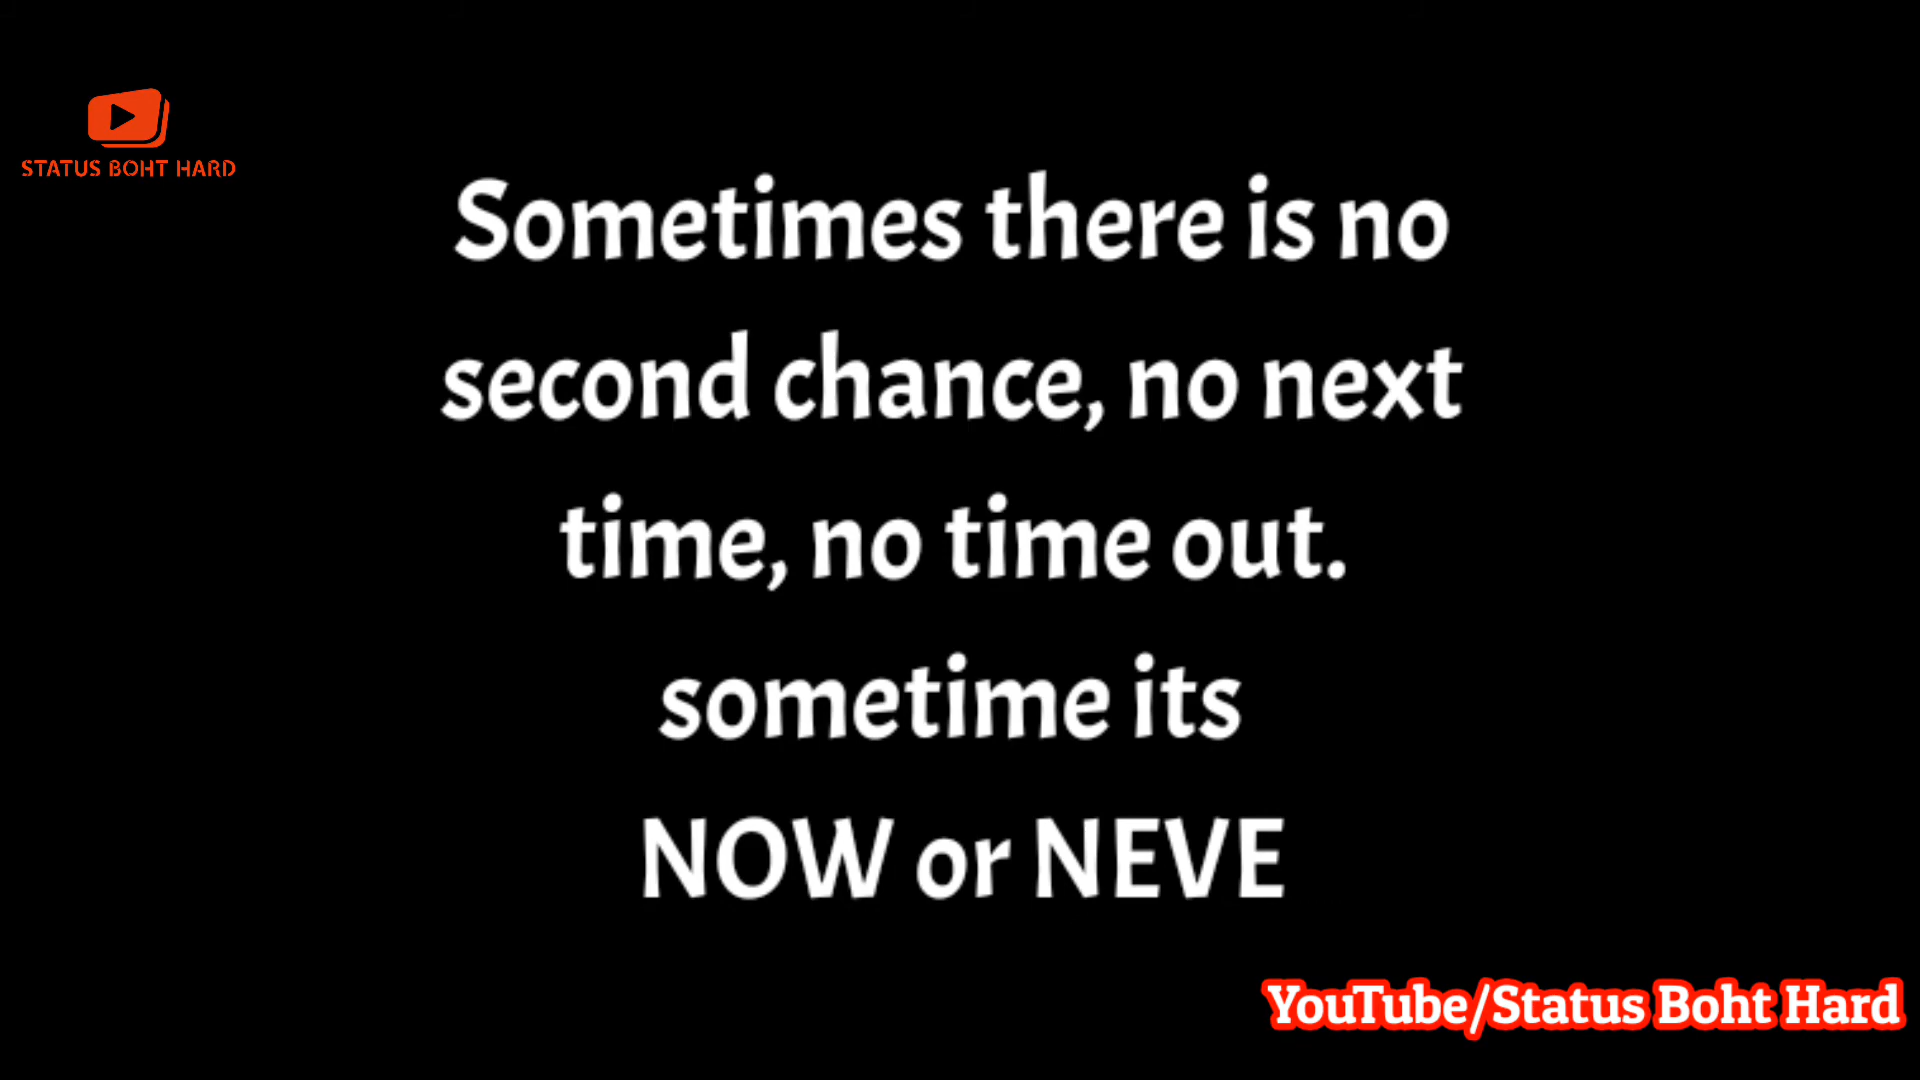 STATUS BOHT HARD
Sometimes there is no
second chance, no next
time, no time out.
sometime its
NOW or NEVE
YouTube/Status Boht Hard